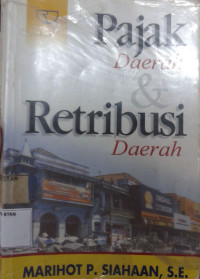 Pajak
Daerah
&
Retribusi
Daerah
MARIHOT P. SIAHAAN, S.E.